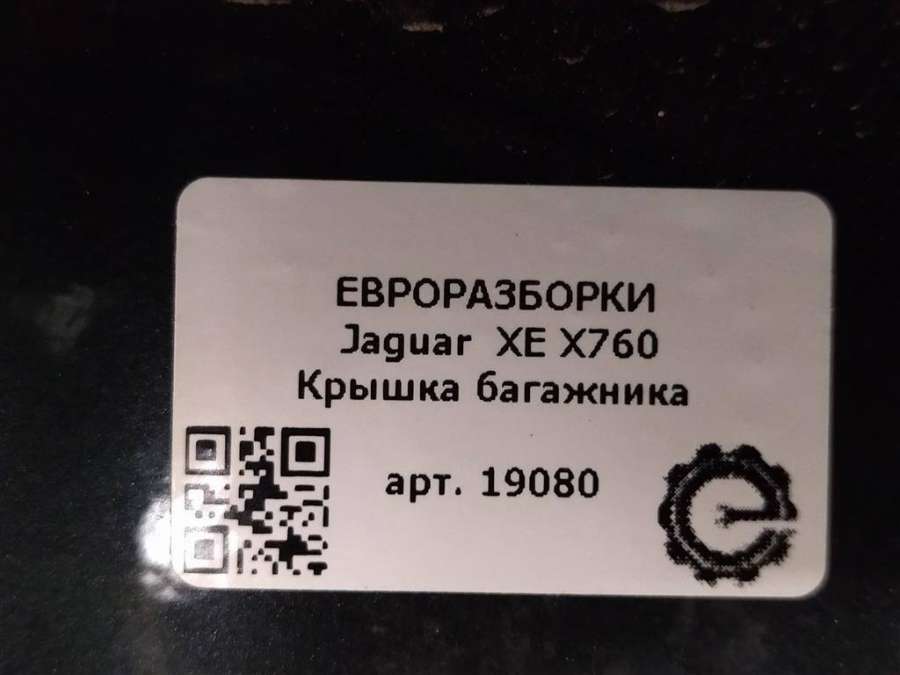 ЕВРОРАЗБОРКИ
Jaguar XE X760
Крышка багажника
арт. 19080